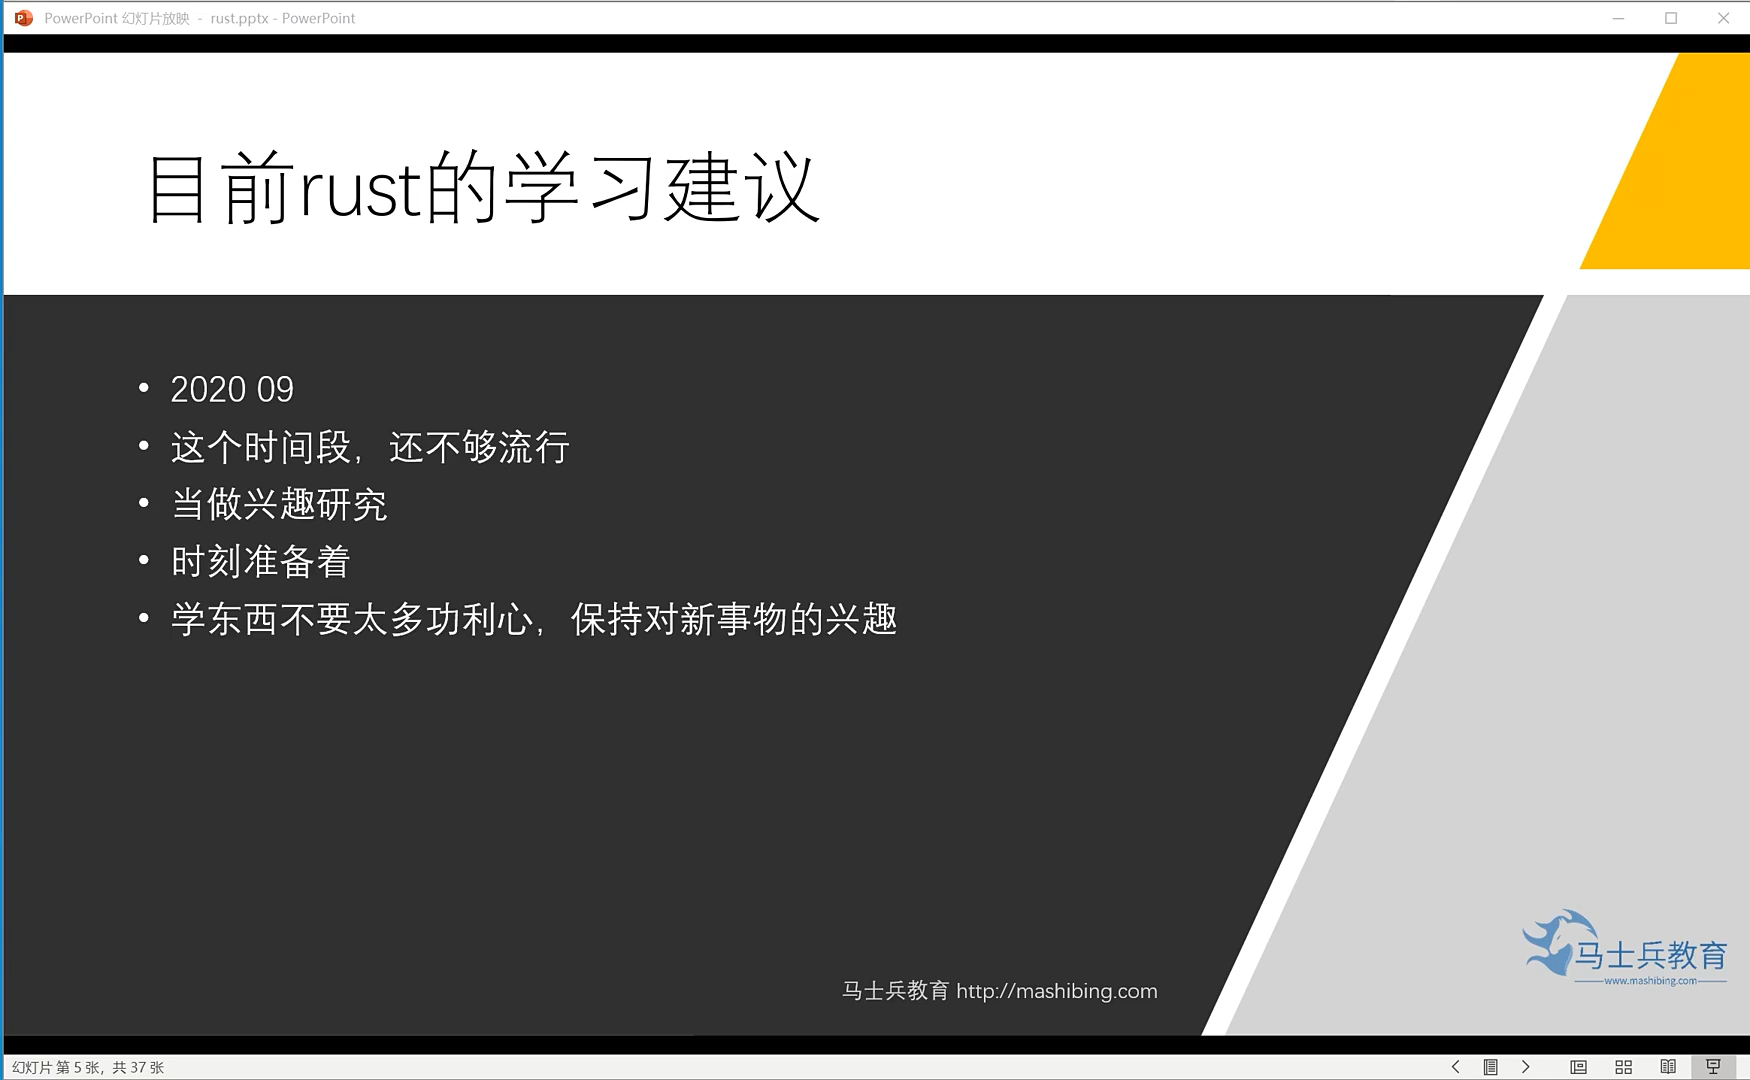 PowerPoint 幻灯片放映 - rust.pptx - PowerPoint
目前rust的学习建议
• 2020 09
• 这个时间段，还不够流行
• 当做兴趣研究
• 时刻准备着
• 学东西不要太多功利心，保持对新事物的兴趣
马士兵教育
www.mashibing.com
马士兵教育 http://mashibing.com
幻灯片 第 5 张，共 37 张